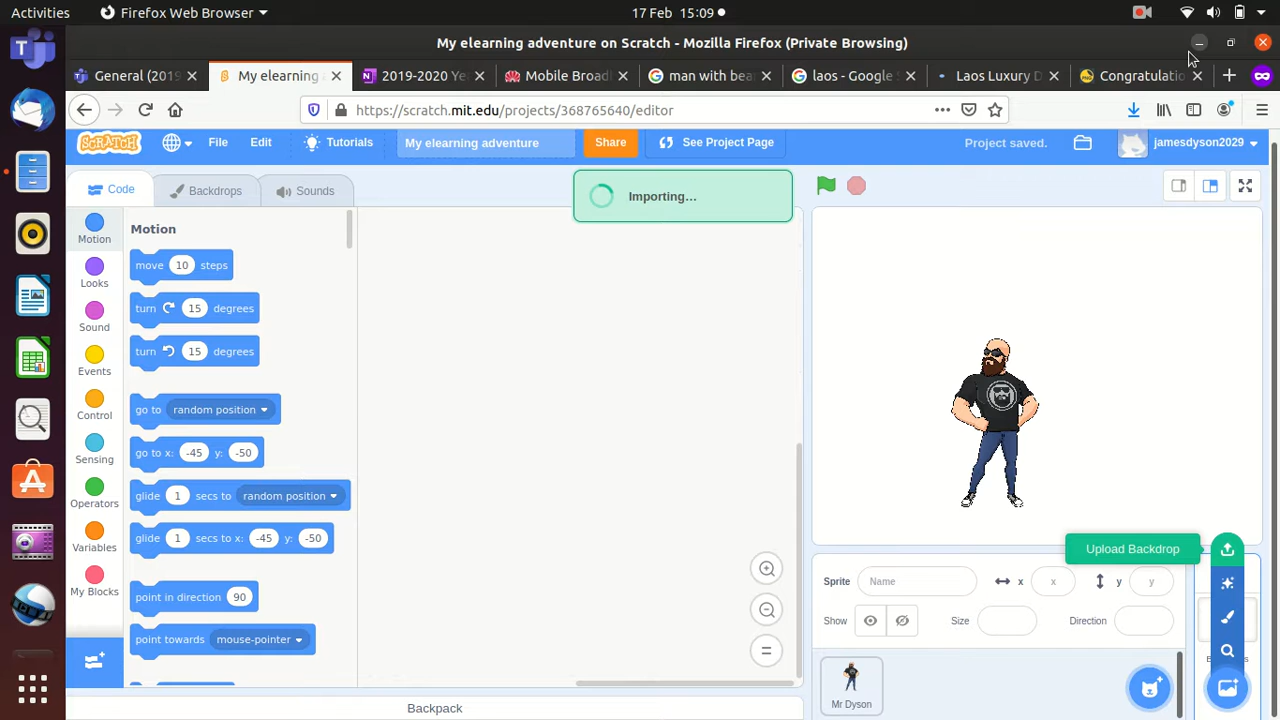 Activities
Firefox Web Browser
17 Feb 15:09
My elearning adventure on Scratch - Mozilla Firefox (Private Browsing)
General (2019
My elearning
2019-2020 Ye
Mobile Broad
man with bea
laos - Google S
Laos Luxury D
Congratulatio
https://scratch.mit.edu/projects/368765640/editor
SCRATCH
File
Edit
Tutorials
My elearning adventure
Share
See Project Page
Project saved.
jamesdyson2029
Code
Backdrops
Sounds
Importing...
Motion
Looks
Sound
Events
Control
Sensing
Operators
Variables
My Blocks
Motion
move 10 steps
turn 15 degrees
turn 15 degrees
go to random position
go to x: -45 y: -50
glide 1 secs to random position
glide 1 secs to x: -45 y: -50
point in direction 90
point towards mouse-pointer
Backpack
Upload Backdrop
Sprite Name x x y y
Show Size Direction
Mr Dyson